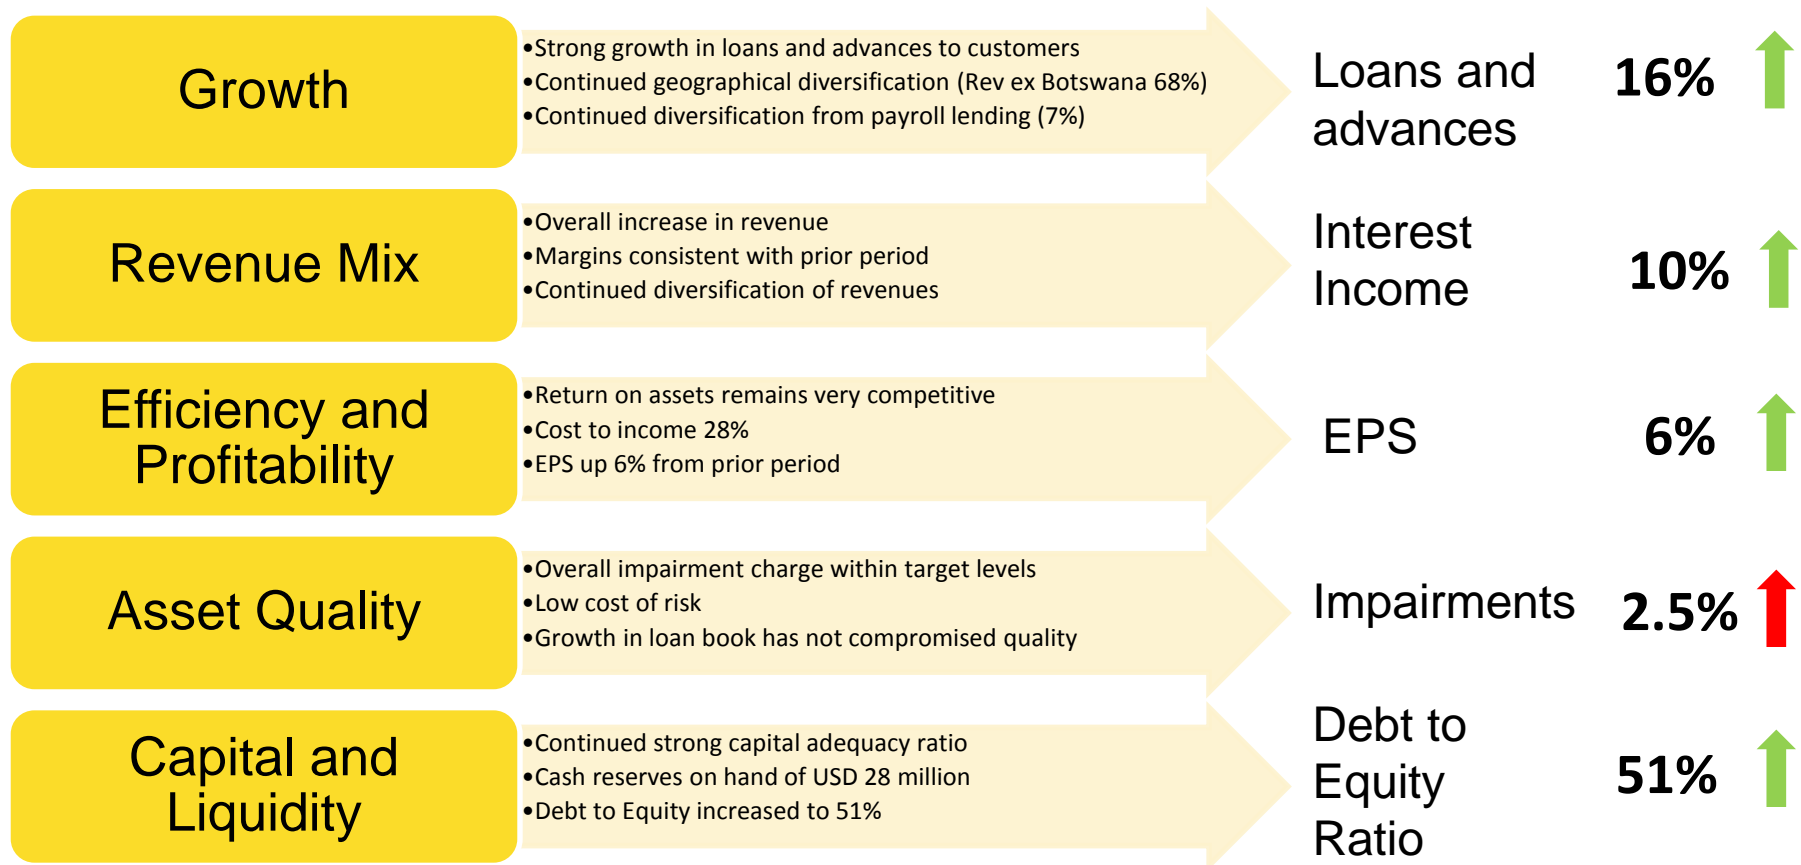 Growth
•Strong growth in loans and advances to customers
•Continued geographical diversification (Rev ex Botswana 68%)
•Continued diversification from payroll lending (7%)
Loans and
advances
16%
Revenue Mix
•Overall increase in revenue
•Margins consistent with prior period
•Continued diversification of revenues
Interest
Income
10%
Efficiency and
Profitability
•Return on assets remains very competitive
•Cost to income 28%
•EPS up 6% from prior period
EPS
6%
Asset Quality
•Overall impairment charge within target levels
•Low cost of risk
•Growth in loan book has not compromised quality
Impairments
2.5%
Capital and
Liquidity
•Continued strong capital adequacy ratio
•Cash reserves on hand of USD 28 million
•Debt to Equity increased to 51%
Debt to
Equity
Ratio
51%